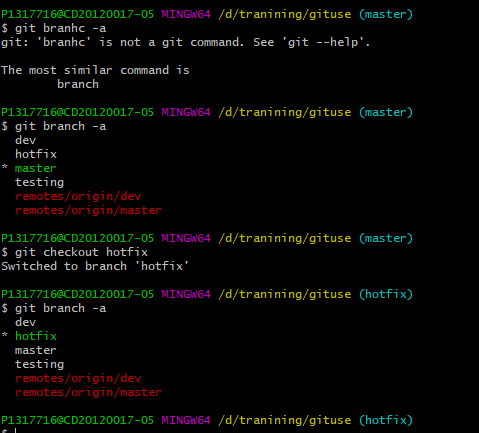 P1317716@CD20120017-05 MINGW64 /d/tranining/gituse (master)
$ git branhc -a
git: 'branhc' is not a git command. See 'git --help'.
The most similar command is
branch
P1317716@CD20120017-05 MINGW64 /d/tranining/gituse (master)
$ git branch -a
dev
hotfix
* master
testing
remotes/origin/dev
remotes/origin/master
P1317716@CD20120017-05 MINGW64 /d/tranining/gituse (master)
$ git checkout hotfix
Switched to branch 'hotfix'
P1317716@CD20120017-05 MINGW64 /d/tranining/gituse (hotfix)
$ git branch -a
dev
* hotfix
master
testing
remotes/origin/dev
remotes/origin/master
P1317716@CD20120017-05 MINGW64 /d/tranining/gituse (hotfix)
$